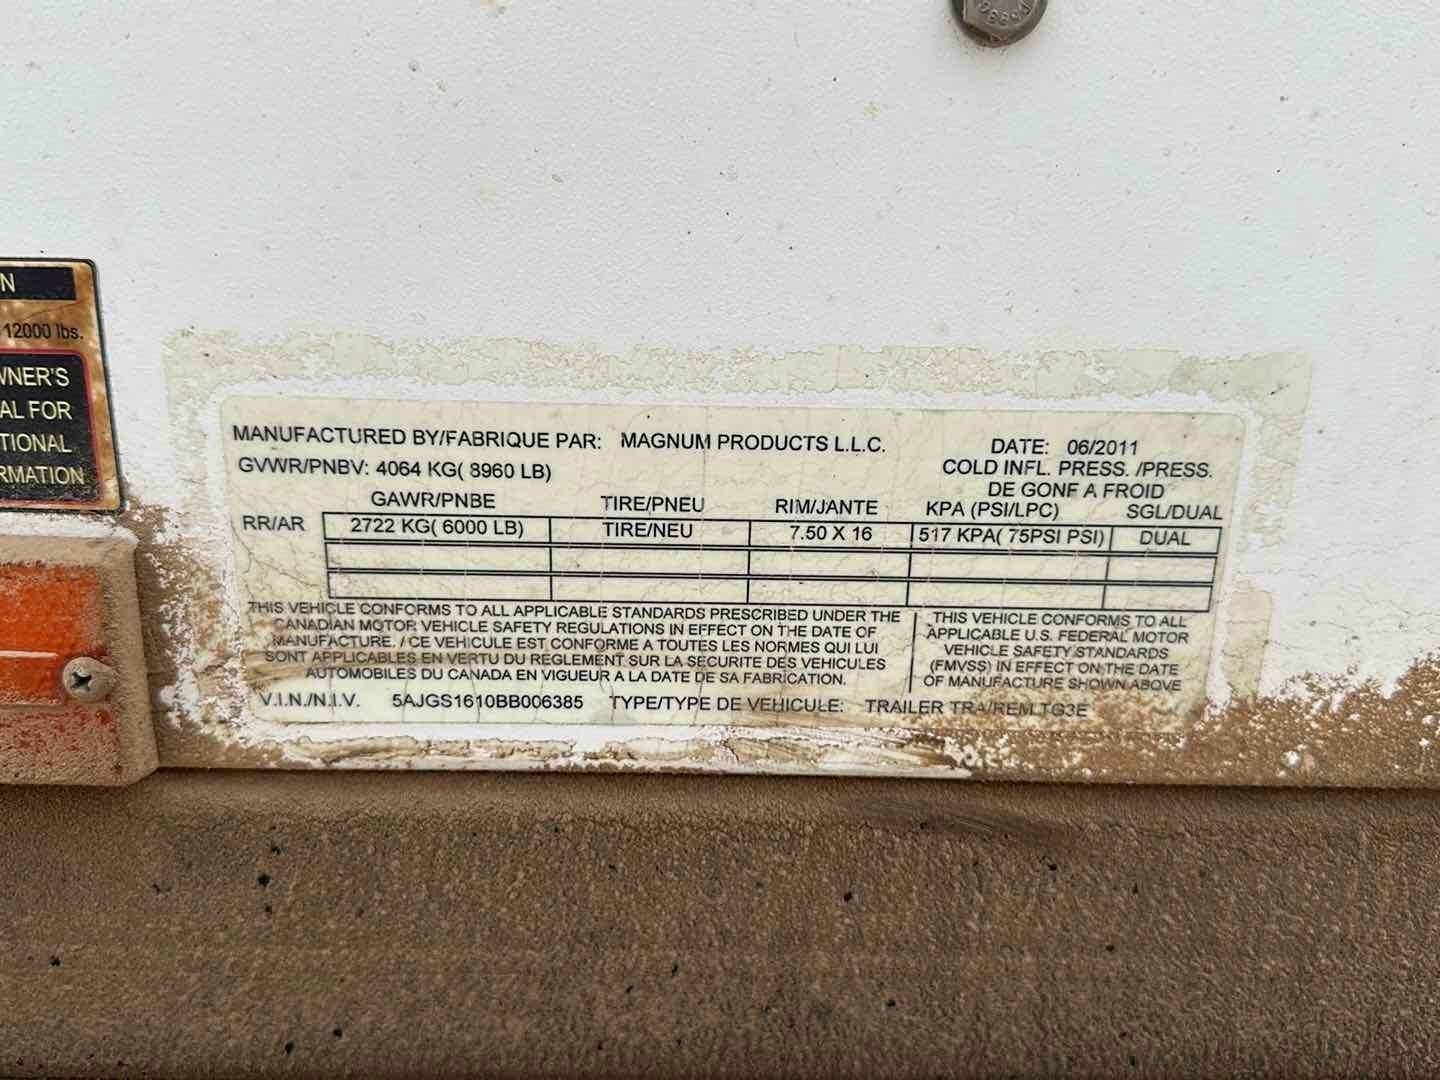 N
12000 lbs.
WNER'S
AL FOR
TIONAL
RMATION
MANUFACTURED BY/FABRIQUE PAR: MAGNUM PRODUCTS L.L.C. DATE: 06/2011
GVWR/PNBV: 4064 KG( 8960 LB) COLD INFL. PRESS. /PRESS.
DE GONF A FROID
GAWR/PNBE TIRE/PNEU RIM/JANTE KPA (PSI/LPC) SGL/DUAL
RR/AR 2722 KG( 6000 LB) TIRE/NEU 7.50 X 16 517 KPA( 75PSI PSI) DUAL
THIS VEHICLE CONFORMS TO ALL APPLICABLE STANDARDS PRESCRIBED UNDER THE
CANADIAN MOTOR VEHICLE SAFETY REGULATIONS IN EFFECT ON THE DATE OF
MANUFACTURE. / CE VEHICULE EST CONFORME A TOUTES LES NORMES QUI LUI
SONT APPLICABLES EN VERTU DU REGLEMENT SUR LA SECURITE DES VEHICULES
AUTOMOBILES DU CANADA EN VIGUEUR A LA DATE DE SA FABRICATION.
THIS VEHICLE CONFORMS TO ALL
APPLICABLE U.S. FEDERAL MOTOR
VEHICLE SAFETY STANDARDS
(FMVSS) IN EFFECT ON THE DATE
OF MANUFACTURE SHOWN ABOVE
V.I.N./N.I.V. 5AJGS1610BB006385 TYPE/TYPE DE VEHICULE: TRAILER TRA/REM TG3E